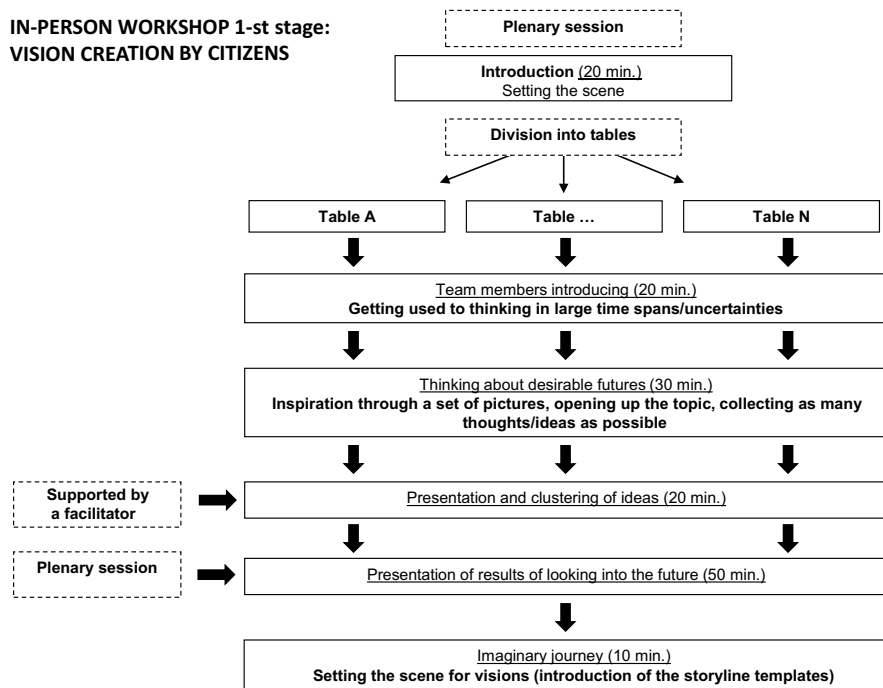 IN-PERSON WORKSHOP 1-st stage:
VISION CREATION BY CITIZENS
Plenary session
Introduction (20 min.)
Setting the scene
Division into tables
Table A
Table …
Table N
Team members introducing (20 min.)
Getting used to thinking in large time spans/uncertainties
Thinking about desirable futures (30 min.)
Inspiration through a set of pictures, opening up the topic, collecting as many
thoughts/ideas as possible
Supported by
a facilitator
Presentation and clustering of ideas (20 min.)
Plenary session
Presentation of results of looking into the future (50 min.)
Imaginary journey (10 min.)
Setting the scene for visions (introduction of the storyline templates)